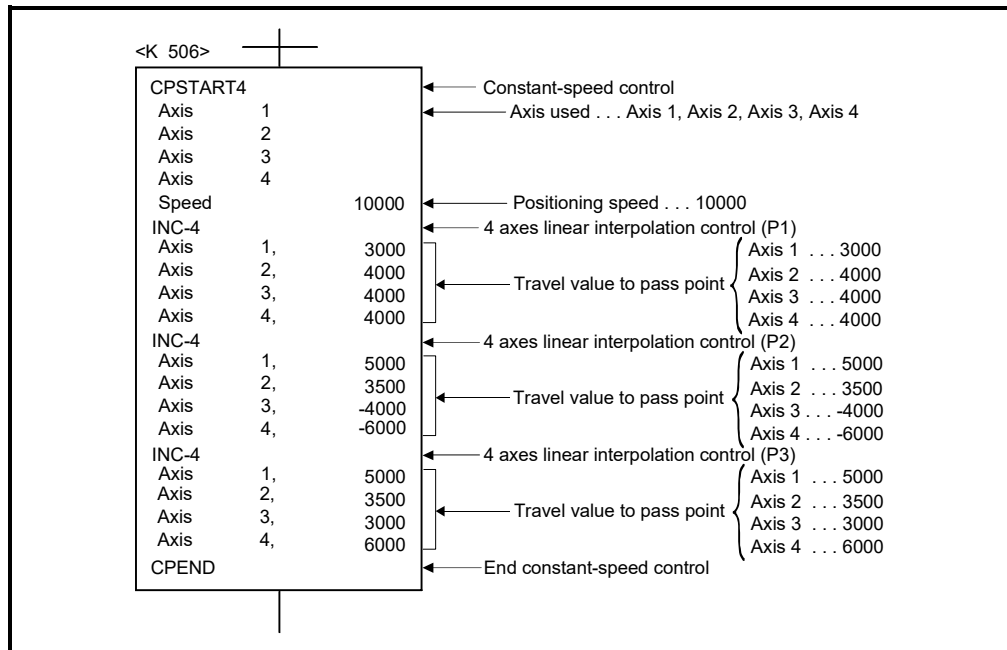 <K 506>
CPSTART4 Constant-speed control
Axis 1 Axis used . . . Axis 1, Axis 2, Axis 3, Axis 4
Axis 2
Axis 3
Axis 4
Speed 10000 Positioning speed . . . 10000
INC-4 4 axes linear interpolation control (P1)
Axis 1, 3000 Axis 1 . . . 3000
Axis 2, 4000 Travel value to pass point Axis 2 . . . 4000
Axis 3, 4000 Axis 3 . . . 4000
Axis 4, 4000 Axis 4 . . . 4000
INC-4 4 axes linear interpolation control (P2)
Axis 1, 5000 Axis 1 . . . 5000
Axis 2, 3500 Travel value to pass point Axis 2 . . . 3500
Axis 3, -4000 Axis 3 . . . -4000
Axis 4, -6000 Axis 4 . . . -6000
INC-4 4 axes linear interpolation control (P3)
Axis 1, 5000 Axis 1 . . . 5000
Axis 2, 3500 Travel value to pass point Axis 2 . . . 3500
Axis 3, 3000 Axis 3 . . . 3000
Axis 4, 6000 Axis 4 . . . 6000
CPEND End constant-speed control